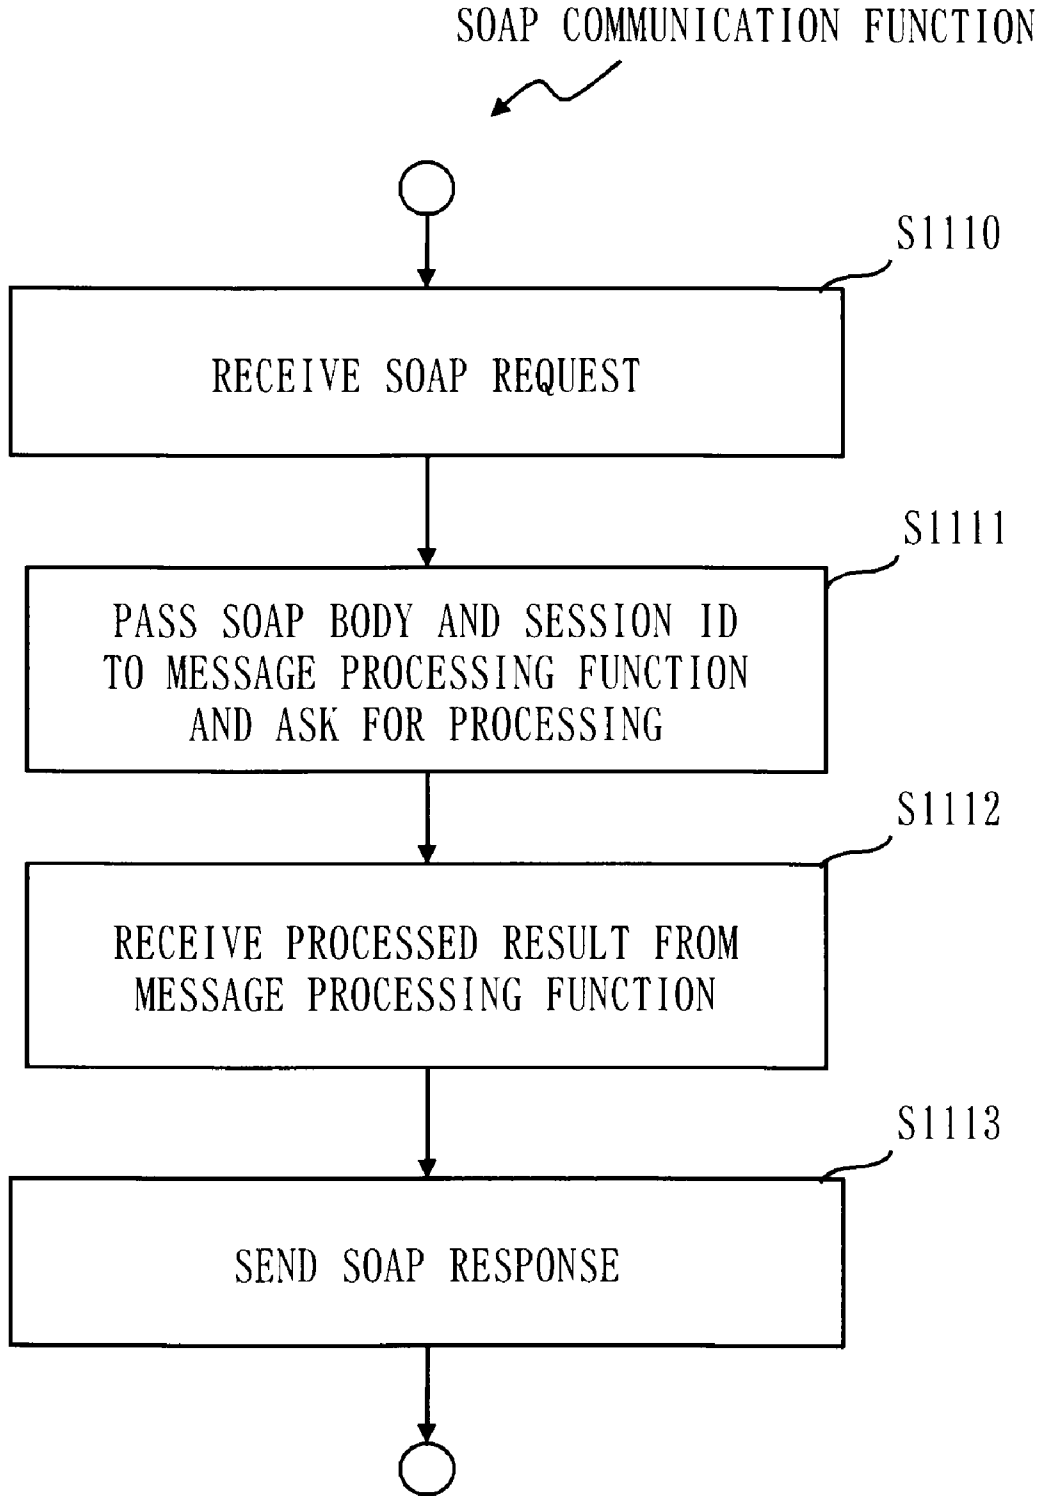 SOAP COMMUNICATION FUNCTION
S1110
RECEIVE SOAP REQUEST
S1111
PASS SOAP BODY AND SESSION ID
TO MESSAGE PROCESSING FUNCTION
AND ASK FOR PROCESSING
S1112
RECEIVE PROCESSED RESULT FROM
MESSAGE PROCESSING FUNCTION
S1113
SEND SOAP RESPONSE